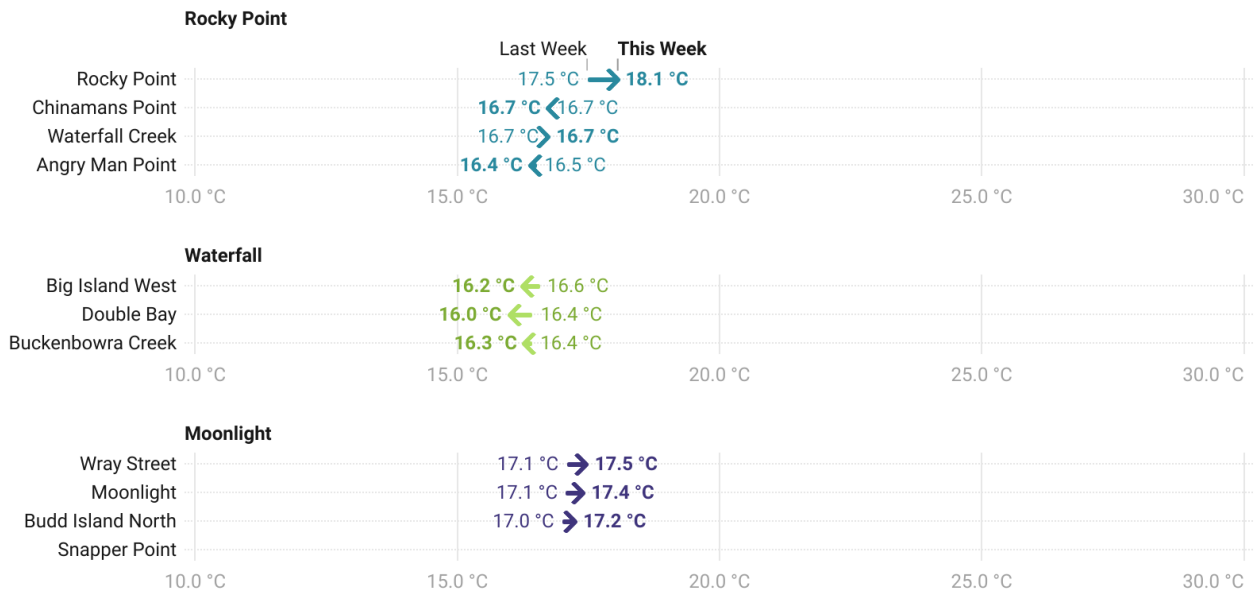 Rocky Point
Last Week This Week
Rocky Point 17.5 °C 18.1 °C
Chinamans Point 16.7 °C 16.7 °C
Waterfall Creek 16.7 °C 16.7 °C
Angry Man Point 16.4 °C 16.5 °C
10.0 °C 15.0 °C 20.0 °C 25.0 °C 30.0 °C
Waterfall
Big Island West 16.2 °C 16.6 °C
Double Bay 16.0 °C 16.4 °C
Buckenbowra Creek 16.3 °C 16.4 °C
10.0 °C 15.0 °C 20.0 °C 25.0 °C 30.0 °C
Moonlight
Wray Street 17.1 °C 17.5 °C
Moonlight 17.1 °C 17.4 °C
Budd Island North 17.0 °C 17.2 °C
Snapper Point
10.0 °C 15.0 °C 20.0 °C 25.0 °C 30.0 °C